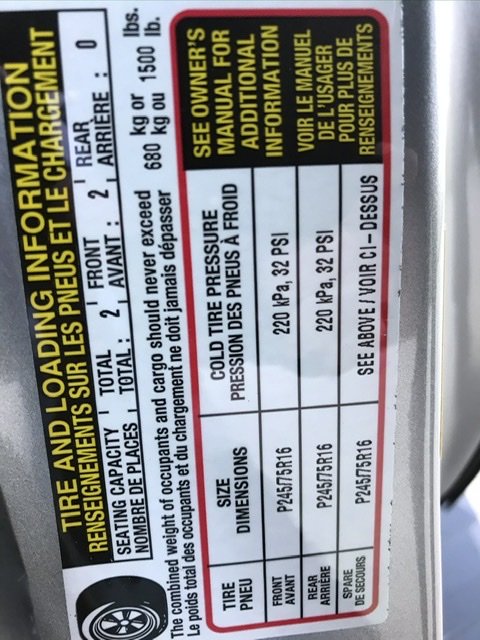 TIRE AND LOADING INFORMATION
RENSEIGNEMENTS SUR LES PNEUS ET LE CHARGEMENT
SEATING CAPACITY TOTAL 2 FRONT 2 REAR 0
NOMBRE DE PLACES TOTAL : AVANT : ARRIÈRE :
The combined weight of occupants and cargo should never exceed 680 kg or 1500 lbs.
Le poids total des occupants et du chargement ne doit jamais dépasser kg ou lb.
TIRE
PNEU
SIZE
DIMENSIONS
COLD TIRE PRESSURE
PRESSION DES PNEUS À FROID
FRONT
AVANT
P245/75R16
220 kPa, 32 PSI
REAR
ARRIÈRE
P245/75R16
220 kPa, 32 PSI
SPARE
DE SECOURS
P245/75R16
SEE ABOVE / VOIR CI-DESSUS
SEE OWNER'S
MANUAL FOR
ADDITIONAL
INFORMATION
VOIR LE MANUEL
DE L'USAGER
POUR PLUS DE
RENSEIGNEMENTS